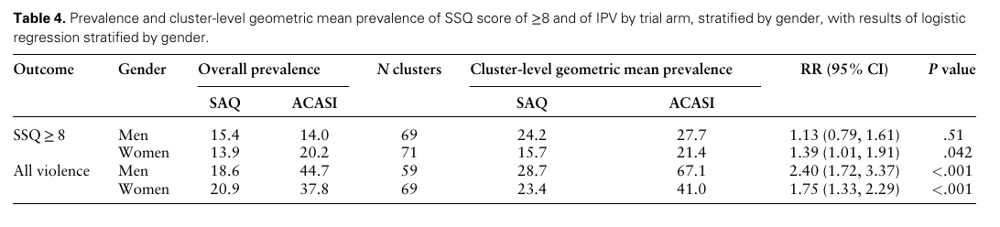 Table 4. Prevalence and cluster-level geometric mean prevalence of SSQ score of ≥8 and of IPV by trial arm, stratified by gender, with results of logistic
regression stratified by gender.
Outcome Gender Overall prevalence N clusters Cluster-level geometric mean prevalence RR (95% CI) P value
SAQ ACASI SAQ ACASI
SSQ ≥ 8 Men 15.4 14.0 69 24.2 27.7 1.13 (0.79, 1.61) .51
Women 13.9 20.2 71 15.7 21.4 1.39 (1.01, 1.91) .042
All violence Men 18.6 44.7 59 28.7 67.1 2.40 (1.72, 3.37) <.001
Women 20.9 37.8 69 23.4 41.0 1.75 (1.33, 2.29) <.001